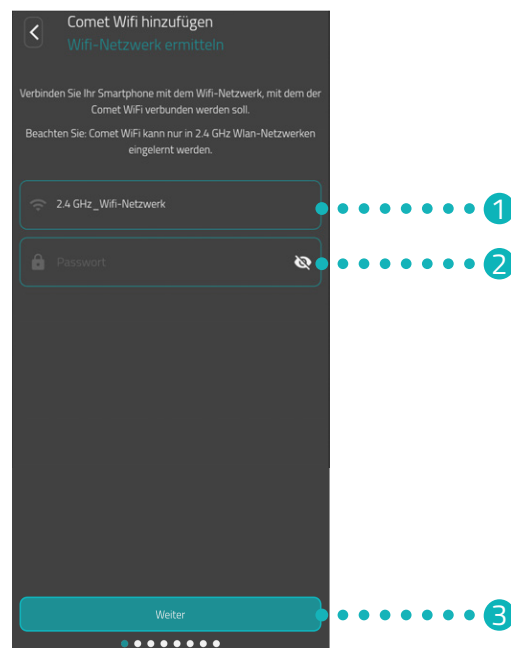 Comet Wifi hinzufügen
Wifi-Netzwerk ermitteln
Verbinden Sie Ihr Smartphone mit dem Wifi-Netzwerk, mit dem der
Comet WiFi verbunden werden soll.
Beachten Sie: Comet WiFi kann nur in 2.4 GHz Wlan-Netzwerken
eingelernt werden.
2.4 GHz_Wifi-Netzwerk
1
Passwort
2
Weiter
3